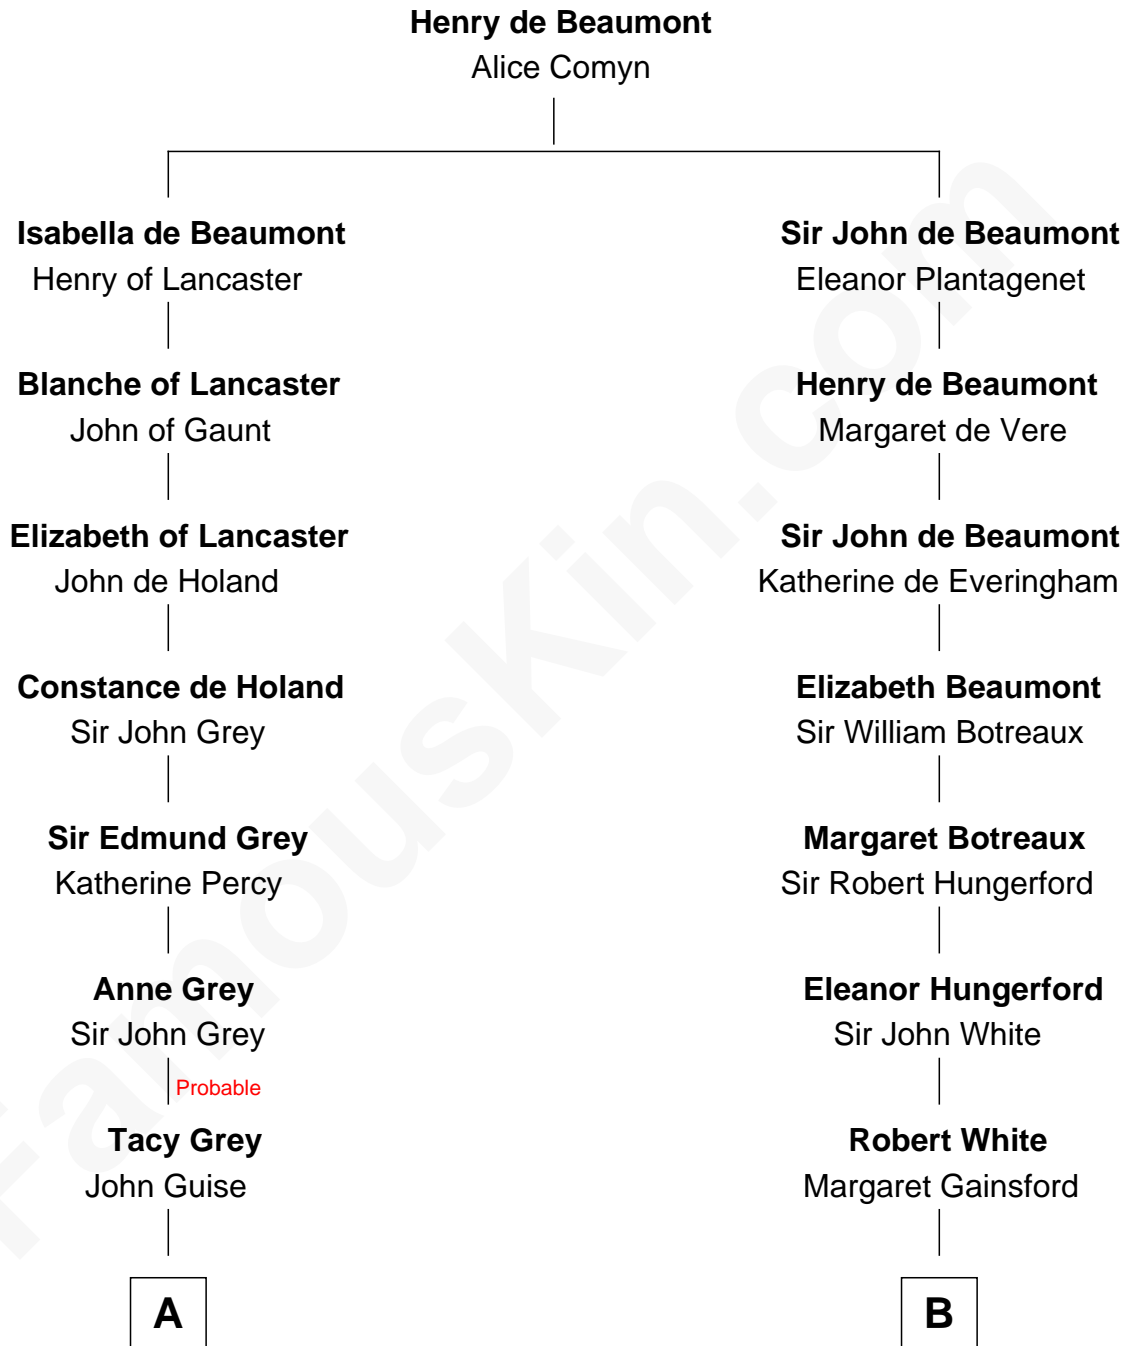 Henry de Beaumont
Alice Comyn
Isabella de Beaumont
Henry of Lancaster
Blanche of Lancaster
John of Gaunt
Elizabeth of Lancaster
John de Holand
Constance de Holand
Sir John Grey
Sir Edmund Grey
Katherine Percy
Anne Grey
Sir John Grey
Probable
Tacy Grey
John Guise
A
Sir John de Beaumont
Eleanor Plantagenet
Henry de Beaumont
Margaret de Vere
Sir John de Beaumont
Katherine de Everingham
Elizabeth Beaumont
Sir William Botreaux
Margaret Botreaux
Sir Robert Hungerford
Eleanor Hungerford
Sir John White
Robert White
Margaret Gainsford
B
FamousKin.com